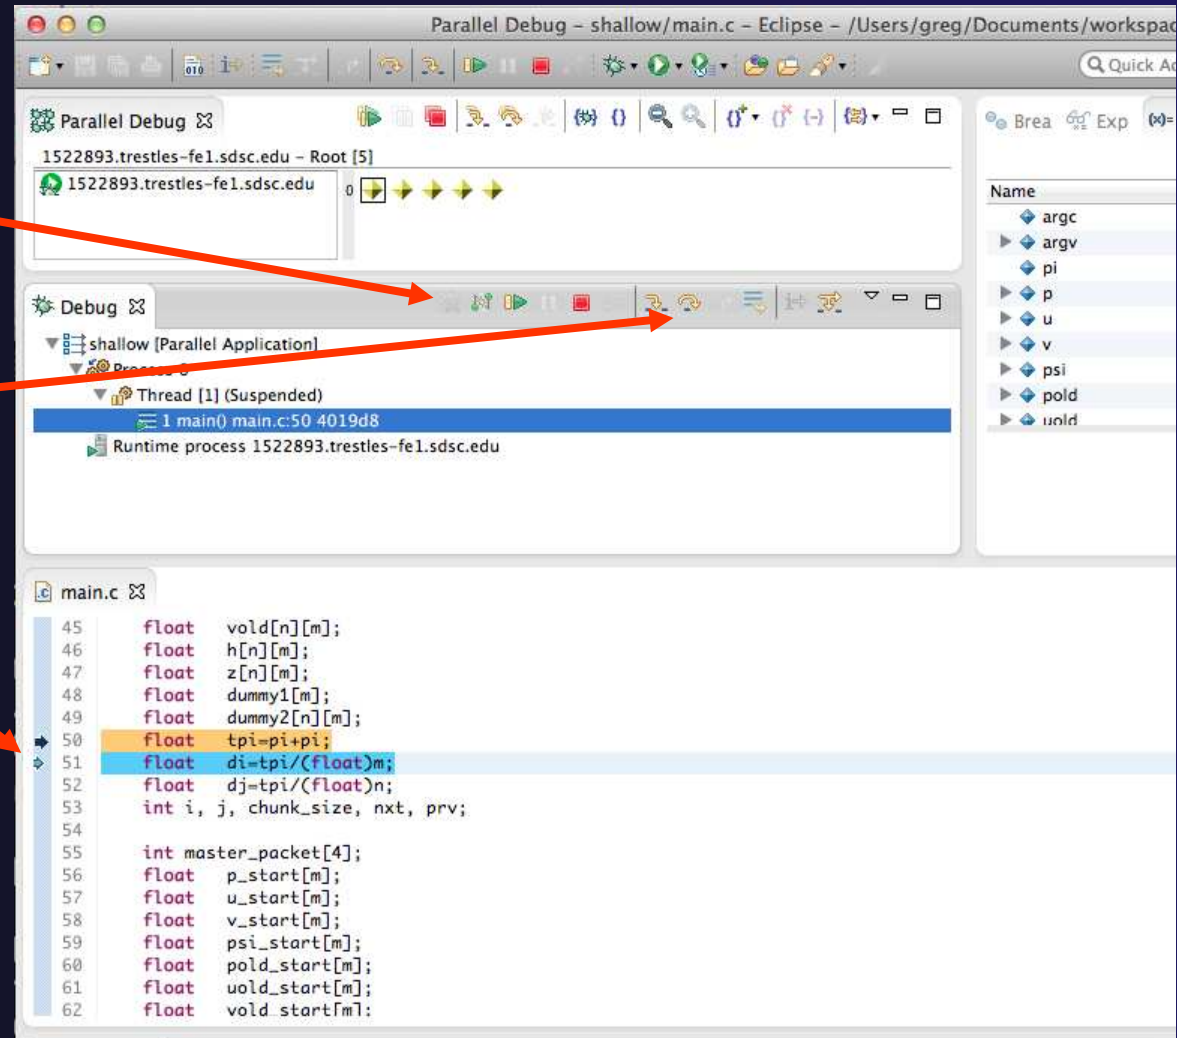 Parallel Debug – shallow/main.c – Eclipse – /Users/greg/Documents/workspac
Quick Ac
Parallel Debug
1522893.trestles-fe1.sdsc.edu – Root [5]
1522893.trestles-fe1.sdsc.edu
0
Brea Exp (x)=
Name
argc
argv
pi
p
u
v
psi
pold
uold
Debug
shallow [Parallel Application]
Thread [1] (Suspended)
1 main() main.c:50 4019d8
Runtime process 1522893.trestles-fe1.sdsc.edu
main.c
45 float vold[n][m];
46 float h[n][m];
47 float z[n][m];
48 float dummy1[m];
49 float dummy2[n][m];
50 float tpi=pi+pi;
51 float di=tpi/(float)m;
52 float dj=tpi/(float)n;
53 int i, j, chunk_size, nxt, prv;
54
55 int master_packet[4];
56 float p_start[m];
57 float u_start[m];
58 float v_start[m];
59 float psi_start[m];
60 float pold_start[m];
61 float uold_start[m];
62 float vold_start[m];